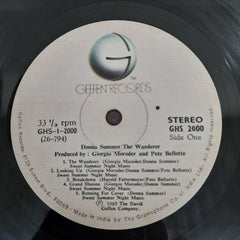 GEFFEN RECORDS
TM
33 ⅓ rpm
GHS-1-2000
(26-794)
STEREO
GHS 2000
Side One
Donna Summer/The Wanderer
Produced by : Giorgio Moroder and Pete Bellotte
1. The Wanderer (Giorgio Moroder/Donna Summer)
Sweet Summer Night Music
2. Looking Up (Giorgio Moroder/Donna Summer/Pete Bellotte)
Sweet Summer Night Music
3. Breakdown (Harold Faltermeyer/Pete Bellotte)
4. Grand Illusion (Giorgio Moroder/Donna Summer)
Sweet Summer Night Music
5. Running For Cover (Donna Summer)
Sweet Summer Night Music
℗ 1980 The David
Geffen Company.
Made in India by The Gramophone Co.